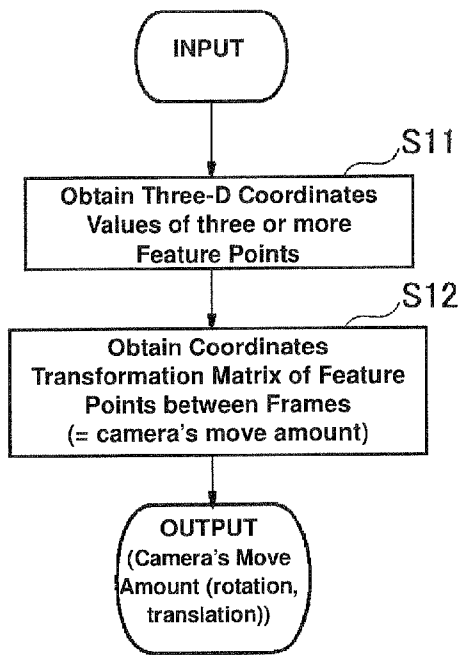 INPUT
S11
Obtain Three-D Coordinates
Values of three or more
Feature Points
S12
Obtain Coordinates
Transformation Matrix of Feature
Points between Frames
(= camera's move amount)
OUTPUT
(Camera's Move
Amount (rotation,
translation))